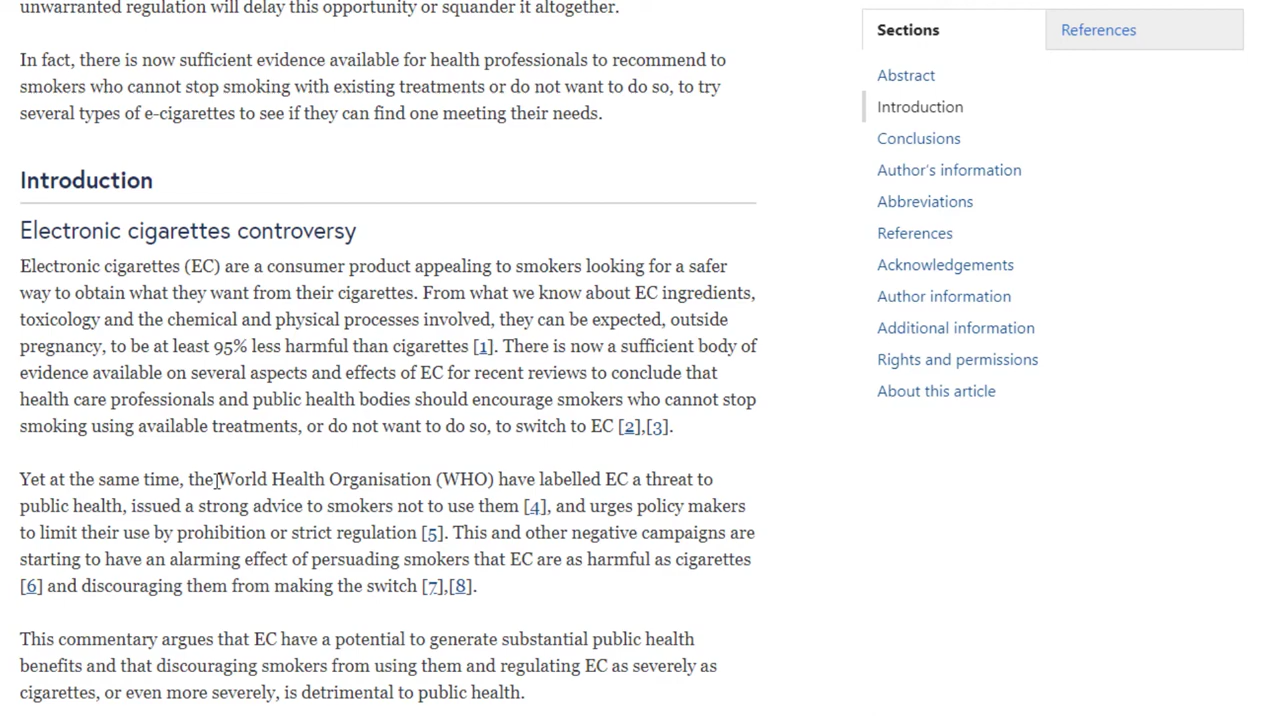 unwarranted regulation will delay this opportunity or squander it altogether.
In fact, there is now sufficient evidence available for health professionals to recommend to
smokers who cannot stop smoking with existing treatments or do not want to do so, to try
several types of e-cigarettes to see if they can find one meeting their needs.
Introduction
Electronic cigarettes controversy
Electronic cigarettes (EC) are a consumer product appealing to smokers looking for a safer
way to obtain what they want from their cigarettes. From what we know about EC ingredients,
toxicology and the chemical and physical processes involved, they can be expected, outside
pregnancy, to be at least 95% less harmful than cigarettes [1]. There is now a sufficient body of
evidence available on several aspects and effects of EC for recent reviews to conclude that
health care professionals and public health bodies should encourage smokers who cannot stop
smoking using available treatments, or do not want to do so, to switch to EC [2],[3].
Yet at the same time, the World Health Organisation (WHO) have labelled EC a threat to
public health, issued a strong advice to smokers not to use them [4], and urges policy makers
to limit their use by prohibition or strict regulation [5]. This and other negative campaigns are
starting to have an alarming effect of persuading smokers that EC are as harmful as cigarettes
[6] and discouraging them from making the switch [7],[8].
This commentary argues that EC have a potential to generate substantial public health
benefits and that discouraging smokers from using them and regulating EC as severely as
cigarettes, or even more severely, is detrimental to public health.
Sections
References
Abstract
Introduction
Conclusions
Author's information
Abbreviations
References
Acknowledgements
Author information
Additional information
Rights and permissions
About this article